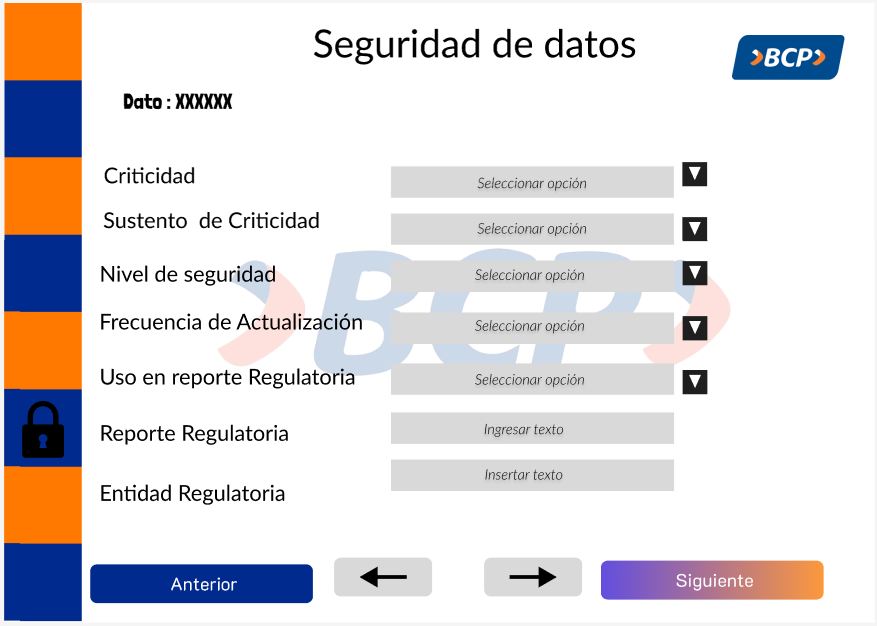 Seguridad de datos
BCP
Dato : XXXXXX
Criticidad
Seleccionar opción
Sustento de Criticidad
Seleccionar opción
Nivel de seguridad
Seleccionar opción
Frecuencia de Actualización
Seleccionar opción
Uso en reporte Regulatoria
Seleccionar opción
Reporte Regulatoria
Ingresar texto
Entidad Regulatoria
Insertar texto
BCP
Anterior
Siguiente